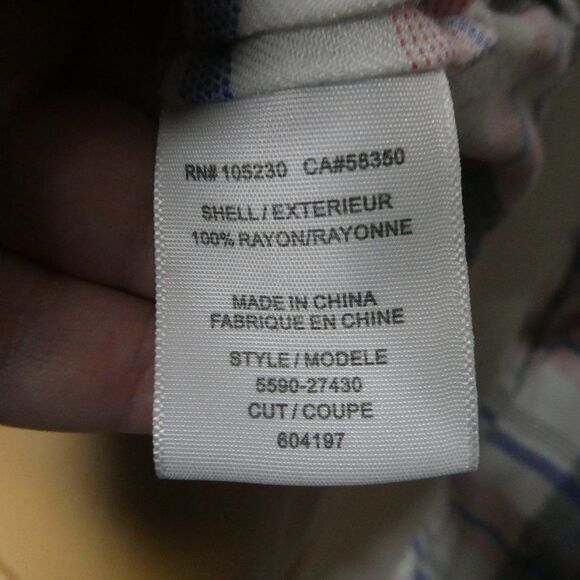 RN# 105230 CA#58350
SHELL / EXTERIEUR
100% RAYON/RAYONNE
MADE IN CHINA
FABRIQUE EN CHINE
STYLE / MODELE
5590-27430
CUT / COUPE
604197